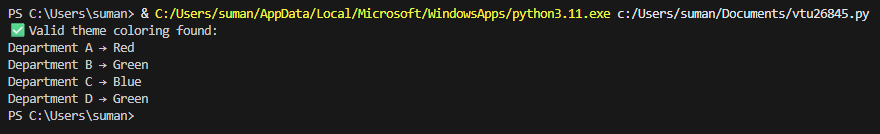 PS C:\Users\suman> & C:/Users/suman/AppData/Local/Microsoft/WindowsApps/python3.11.exe c:/Users/suman/Documents/vtu26845.py
✅ Valid theme coloring found:
Department A → Red
Department B → Green
Department C → Blue
Department D → Green
PS C:\Users\suman>